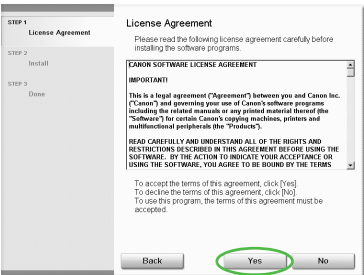 STEP 1
License Agreement
STEP 2
Install
STEP 3
Done
License Agreement
Please read the following license agreement carefully before
installing the software programs.
CANON SOFTWARE LICENSE AGREEMENT
IMPORTANT!
This is a legal agreement ("Agreement") between you and Canon Inc.
("Canon") and governing your use of Canon's software programs
including the related manuals or any printed material thereof (the
"Software") for certain Canon's copying machines, printers and
multifunctional peripherals (the "Products").
READ CAREFULLY AND UNDERSTAND ALL OF THE RIGHTS AND
RESTRICTIONS DESCRIBED IN THIS AGREEMENT BEFORE USING THE
SOFTWARE. BY THE ACTION TO INDICATE YOUR ACCEPTANCE OR
USING THE SOFTWARE, YOU AGREE TO BE BOUND BY THE TERMS
To accept the terms of this agreement, click [Yes].
To decline the terms of this agreement, click [No].
To use this program, the terms of this agreement must be
accepted.
Back
Yes
No